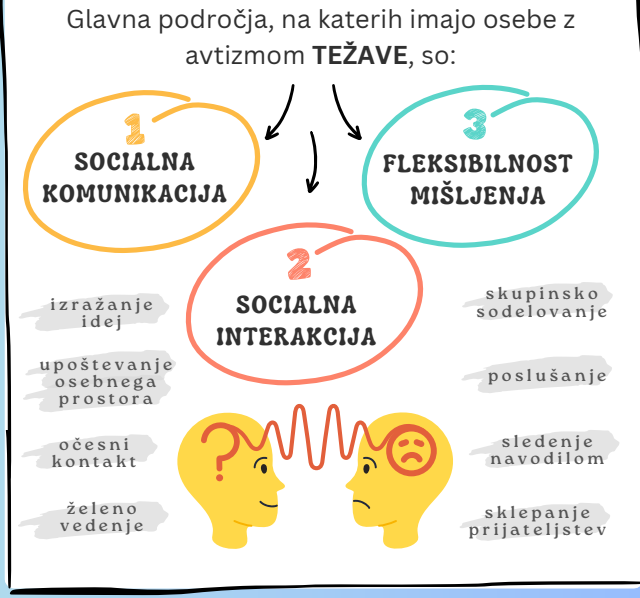 Glavna področja, na katerih imajo osebe z
avtizmom TEŽAVE, so:
1
SOCIALNA
KOMUNIKACIJA
2
SOCIALNA
INTERAKCIJA
3
FLEKSIBILNOST
MIŠLJENJA
izražanje
idej
upoštevanje
osebnega
prostora
očesni
kontakt
želeno
vedenje
skupinsko
sodelovanje
poslušanje
sledenje
navodilom
sklepanje
prijateljstev
?